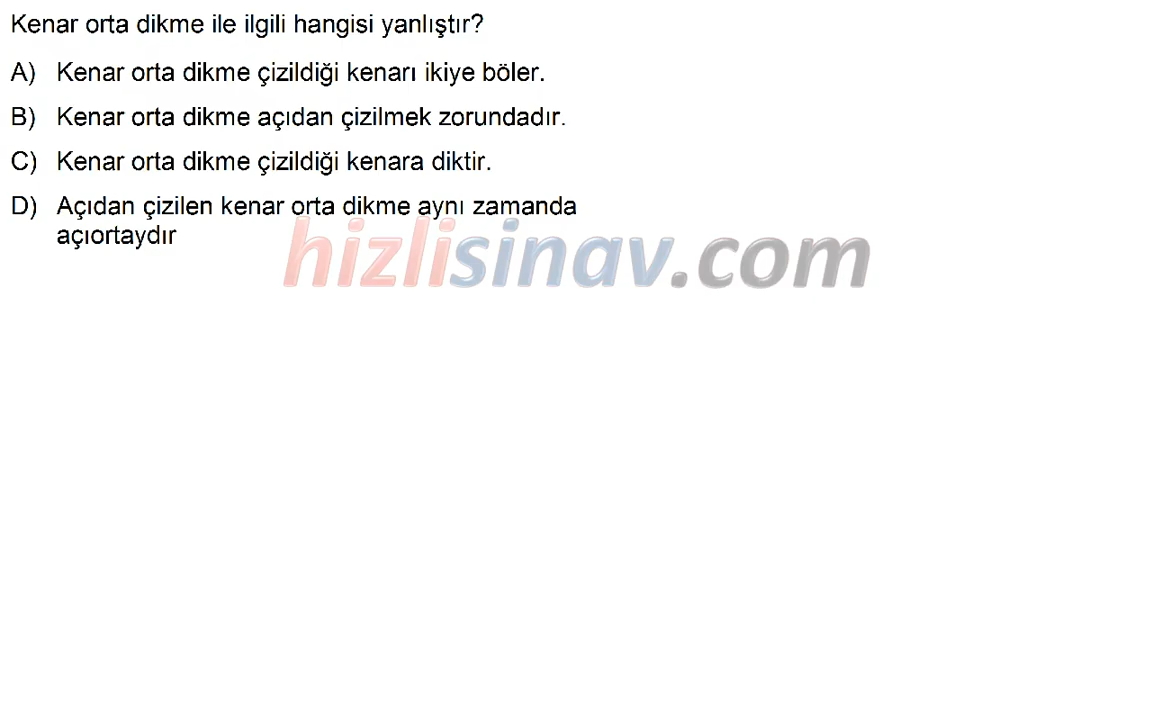 Kenar orta dikme ile ilgili hangisi yanlıştır?
A) Kenar orta dikme çizildiği kenarı ikiye böler.
B) Kenar orta dikme açıdan çizilmek zorundadır.
C) Kenar orta dikme çizildiği kenara diktir.
D) Açıdan çizilen kenar orta dikme aynı zamanda
açıortaydır
hizlisinav.com